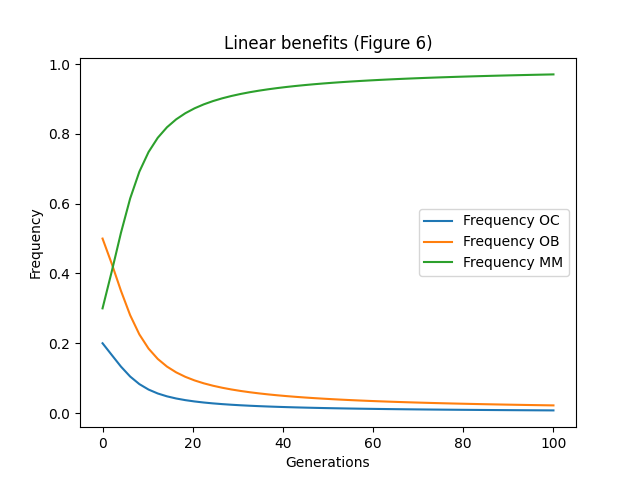 Linear benefits (Figure 6)
1.0
0.8
0.6
0.4
0.2
0.0
Frequency
Frequency OC
Frequency OB
Frequency MM
0 20 40 60 80 100
Generations